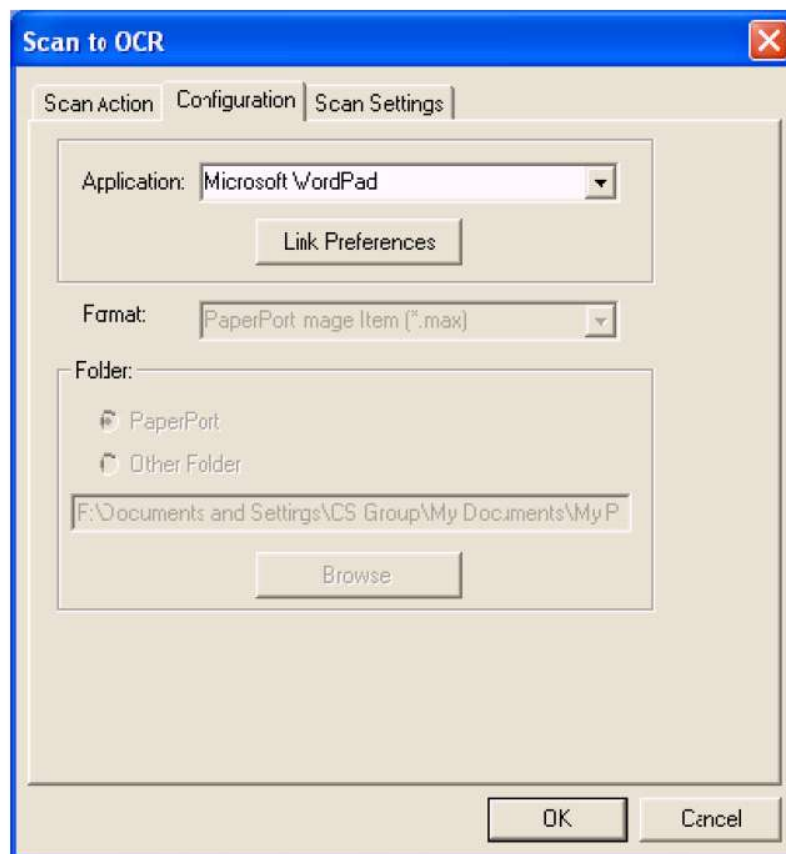 Scan to OCR
Scan Action Configuration Scan Settings
Application: Microsoft WordPad
Link Preferences
Format: PaperPort mage Item (*.max)
Folder:
PaperPort
Other Folder
F:\Documents and Settings\CS Group\My Documents\My P
Browse
OK Cancel